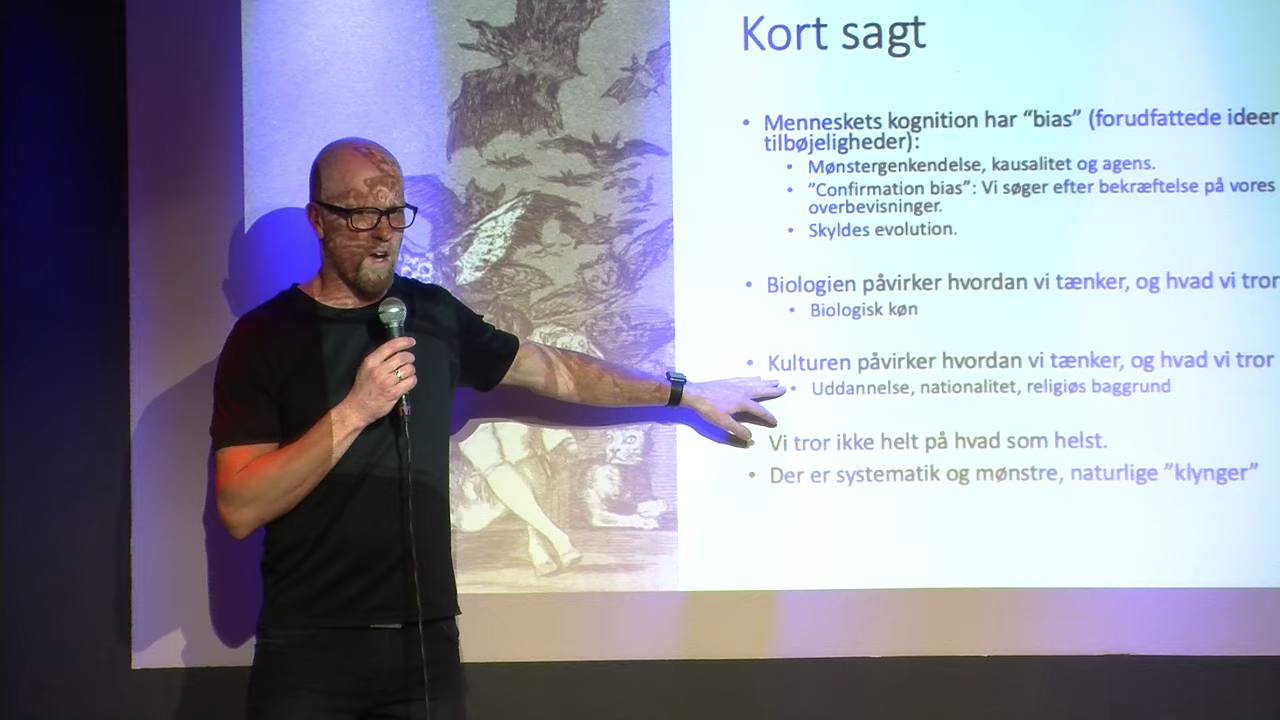 Kort sagt
• Menneskets kognition har “bias” (forudfattede ideer
tilbøjeligheder):
• Mønstergenkendelse, kausalitet og agens.
• ”Confirmation bias”: Vi søger efter bekræftelse på vores
overbevisninger.
• Skyldes evolution.
• Biologien påvirker hvordan vi tænker, og hvad vi tror
• Biologisk køn
• Kulturen påvirker hvordan vi tænker, og hvad vi tror
• Uddannelse, nationalitet, religiøs baggrund
• Vi tror ikke helt på hvad som helst.
• Der er systematik og mønstre, naturlige ”klynger”